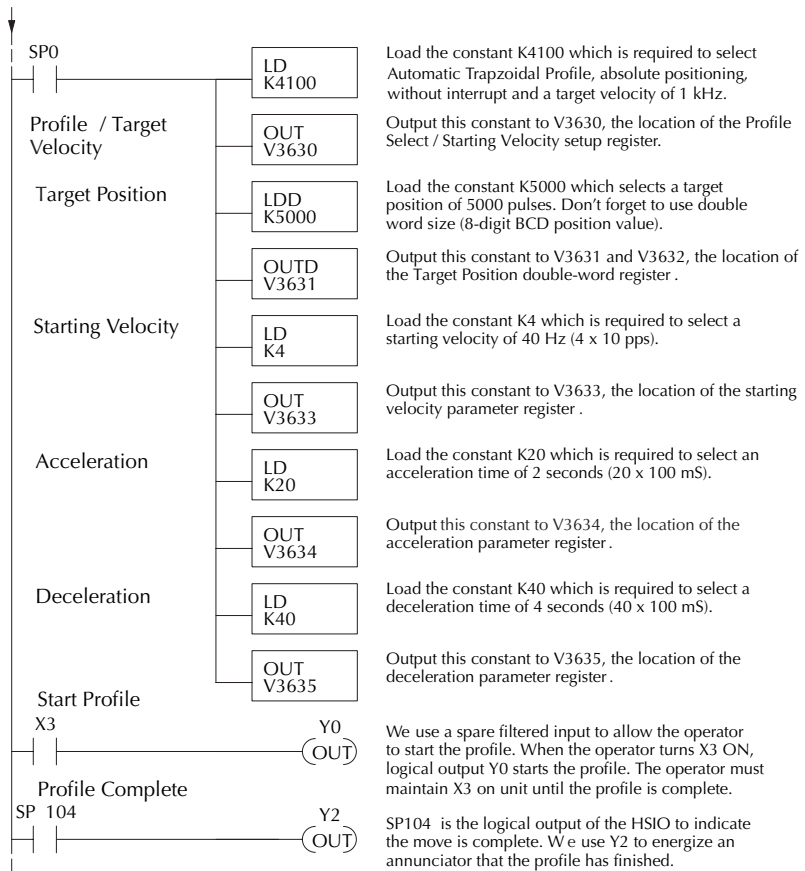 SP0
LD
K4100
Load the constant K4100 which is required to select
Automatic Trapzoidal Profile, absolute positioning,
without interrupt and a target velocity of 1 kHz.
Profile / Target
Velocity
OUT
V3630
Output this constant to V3630, the location of the Profile
Select / Starting Velocity setup register.
Target Position
LDD
K5000
Load the constant K5000 which selects a target
position of 5000 pulses. Don't forget to use double
word size (8-digit BCD position value).
OUTD
V3631
Output this constant to V3631 and V3632, the location of
the Target Position double-word register .
Starting Velocity
LD
K4
Load the constant K4 which is required to select a
starting velocity of 40 Hz (4 x 10 pps).
OUT
V3633
Output this constant to V3633, the location of the starting
velocity parameter register .
Acceleration
LD
K20
Load the constant K20 which is required to select an
acceleration time of 2 seconds (20 x 100 mS).
OUT
V3634
Output this constant to V3634, the location of the
acceleration parameter register .
Deceleration
LD
K40
Load the constant K40 which is required to select a
deceleration time of 4 seconds (40 x 100 mS).
OUT
V3635
Output this constant to V3635, the location of the
deceleration parameter register .
Start Profile
X3
Y0
OUT
We use a spare filtered input to allow the operator
to start the profile. When the operator turns X3 ON,
logical output Y0 starts the profile. The operator must
maintain X3 on unit until the profile is complete.
Profile Complete
SP 104
Y2
OUT
SP104 is the logical output of the HSIO to indicate
the move is complete. W e use Y2 to energize an
annunciator that the profile has finished.